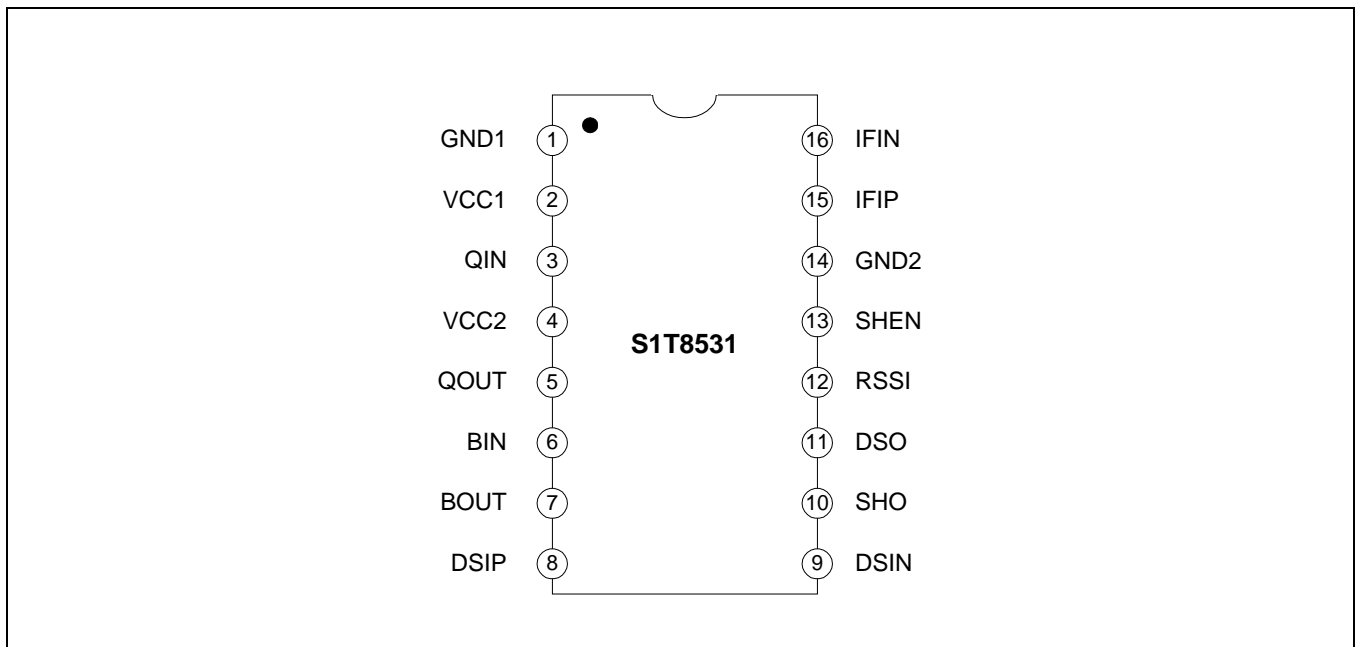 GND1 1 16 IFIN
VCC1 2 15 IFIP
QIN 3 14 GND2
VCC2 4 13 SHEN
S1T8531
QOUT 5 12 RSSI
BIN 6 11 DSO
BOUT 7 10 SHO
DSIP 8 9 DSIN